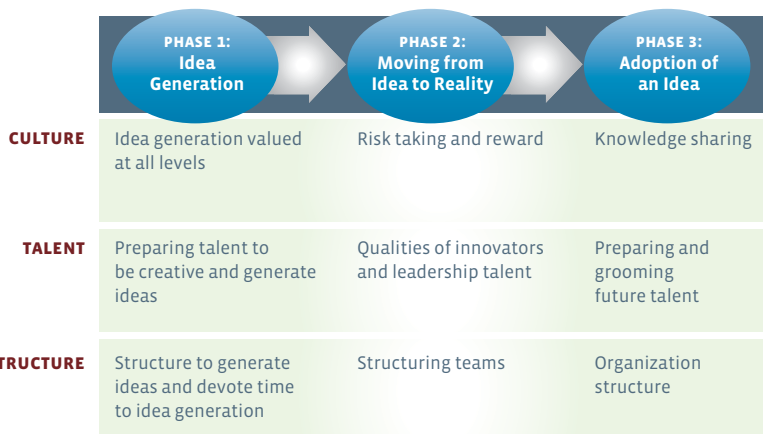 PHASE 1:
Idea
Generation
PHASE 2:
Moving from
Idea to Reality
PHASE 3:
Adoption of
an Idea
CULTURE
Idea generation valued
at all levels
Risk taking and reward
Knowledge sharing
TALENT
Preparing talent to
be creative and generate
ideas
Qualities of innovators
and leadership talent
Preparing and
grooming
future talent
TRUCTURE
Structure to generate
ideas and devote time
to idea generation
Structuring teams
Organization
structure